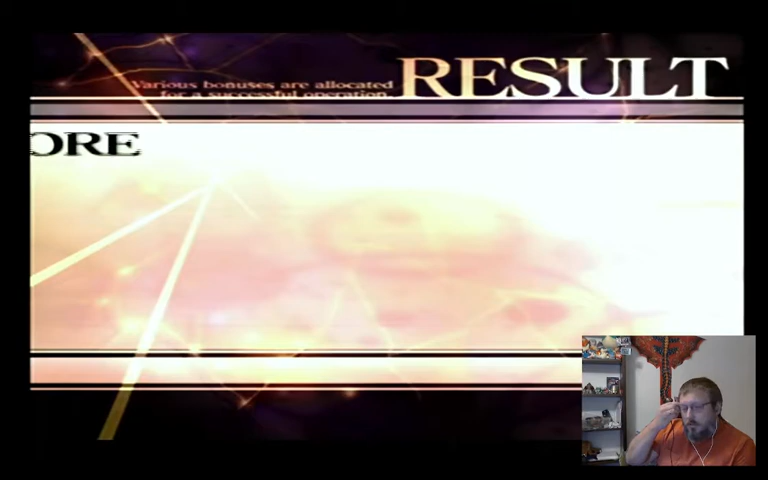 RESULT
Various bonuses are allocated
for a successful operation.
ORE